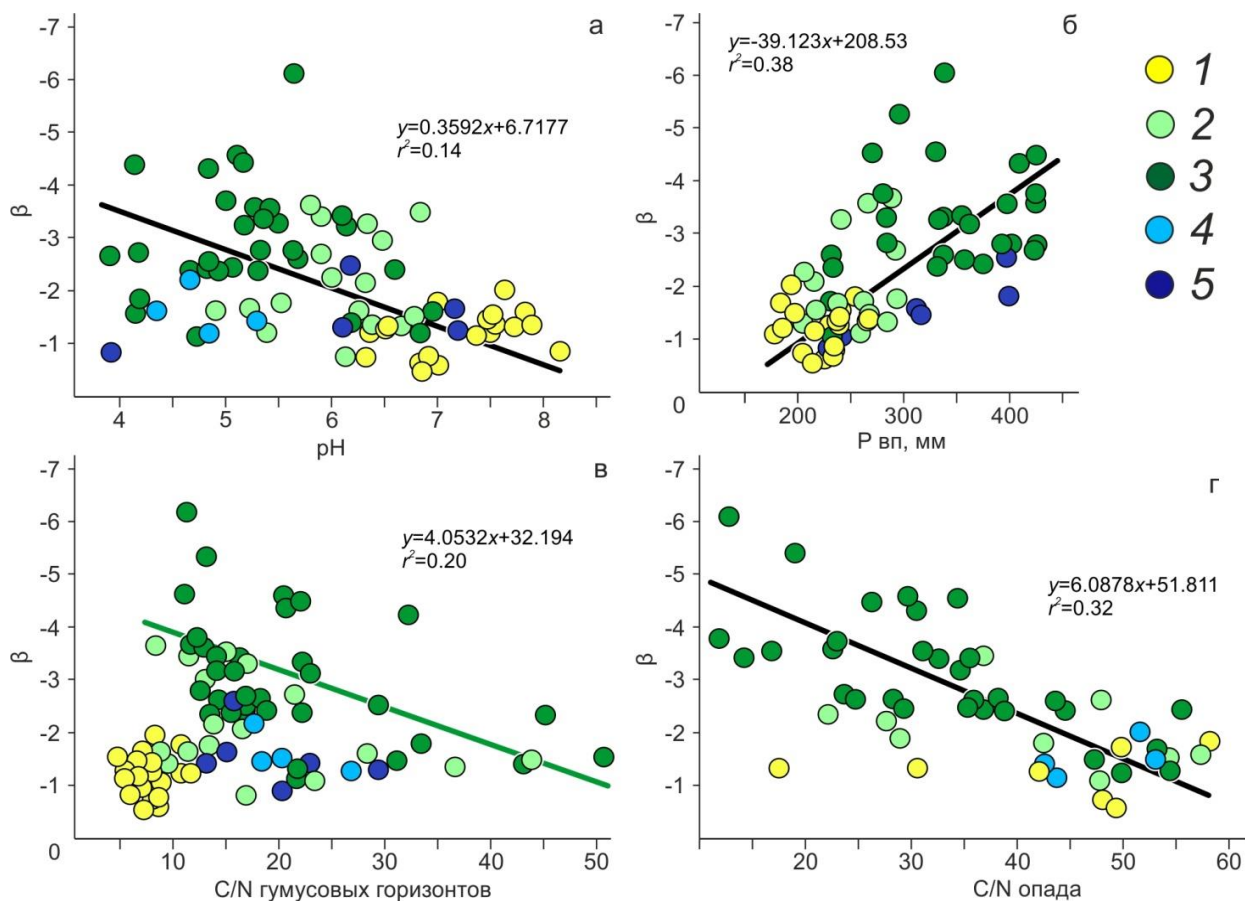 а
-7
-6
-5
-4
-3
-2
-1
β
y=0.3592x+6.7177
r²=0.14
4 5 6 7 8
pH
б
-7
-6
-5
-4
-3
-2
-1
0
β
y=-39.123x+208.53
r²=0.38
200 300 400
Р вп, мм
1
2
3
4
5
в
-7
-6
-5
-4
-3
-2
-1
0
β
y=4.0532x+32.194
r²=0.20
10 20 30 40 50
C/N гумусовых горизонтов
г
-7
-6
-5
-4
-3
-2
-1
β
y=6.0878x+51.811
r²=0.32
20 30 40 50 60
C/N опада